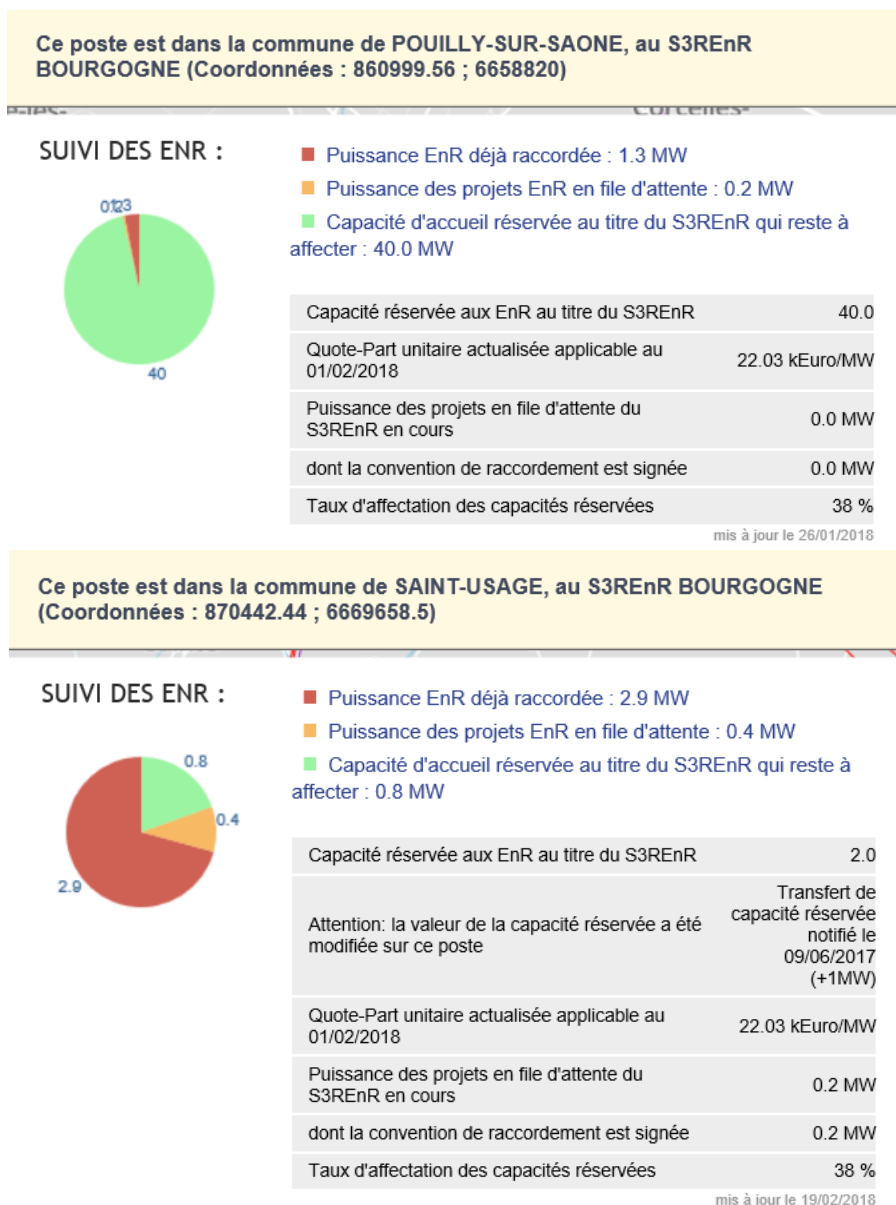 Ce poste est dans la commune de POUILLY-SUR-SAONE, au S3REnR
BOURGOGNE (Coordonnées : 860999.56 ; 6658820)
SUIVI DES ENR :
Puissance EnR déjà raccordée : 1.3 MW
Puissance des projets EnR en file d'attente : 0.2 MW
Capacité d'accueil réservée au titre du S3REnR qui reste à
affecter : 40.0 MW
40
Capacité réservée aux EnR au titre du S3REnR 40.0
Quote-Part unitaire actualisée applicable au
01/02/2018 22.03 kEuro/MW
Puissance des projets en file d'attente du
S3REnR en cours 0.0 MW
dont la convention de raccordement est signée 0.0 MW
Taux d'affectation des capacités réservées 38 %
mis à jour le 26/01/2018
Ce poste est dans la commune de SAINT-USAGE, au S3REnR BOURGOGNE
(Coordonnées : 870442.44 ; 6669658.5)
SUIVI DES ENR :
Puissance EnR déjà raccordée : 2.9 MW
Puissance des projets EnR en file d'attente : 0.4 MW
Capacité d'accueil réservée au titre du S3REnR qui reste à
affecter : 0.8 MW
0.8
0.4
2.9
Capacité réservée aux EnR au titre du S3REnR 2.0
Attention: la valeur de la capacité réservée a été
modifiée sur ce poste
Transfert de
capacité réservée
notifié le
09/06/2017
(+1MW)
Quote-Part unitaire actualisée applicable au
01/02/2018 22.03 kEuro/MW
Puissance des projets en file d'attente du
S3REnR en cours 0.2 MW
dont la convention de raccordement est signée 0.2 MW
Taux d'affectation des capacités réservées 38 %
mis à jour le 19/02/2018